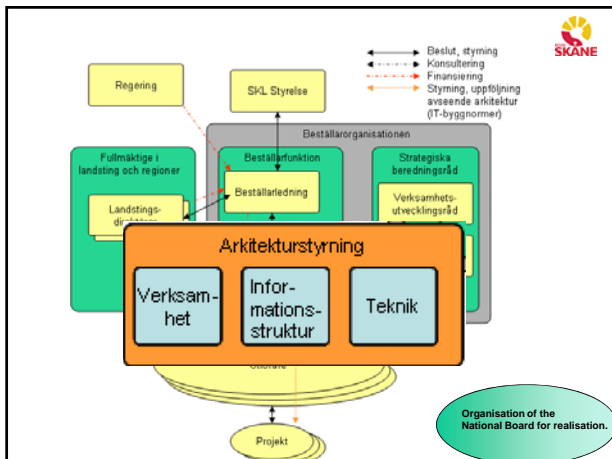 SKÅNE
Beslut, styrning
Konsultering
Finansiering
Styrning, uppföljning
avseende arkitektur
(IT-byggnormer)
Regering
SKL Styrelse
Beställarorganisationen
Fullmäktige i
landsting och regioner
Beställarfunktion
Strategiska
beredningsråd
Beställarledning
Landstings-
Verksamhets-
utvecklingsråd
Arkitekturstyrning
Verksam-
het
Infor-
mations-
struktur
Teknik
Projekt
Organisation of the
National Board for realisation.